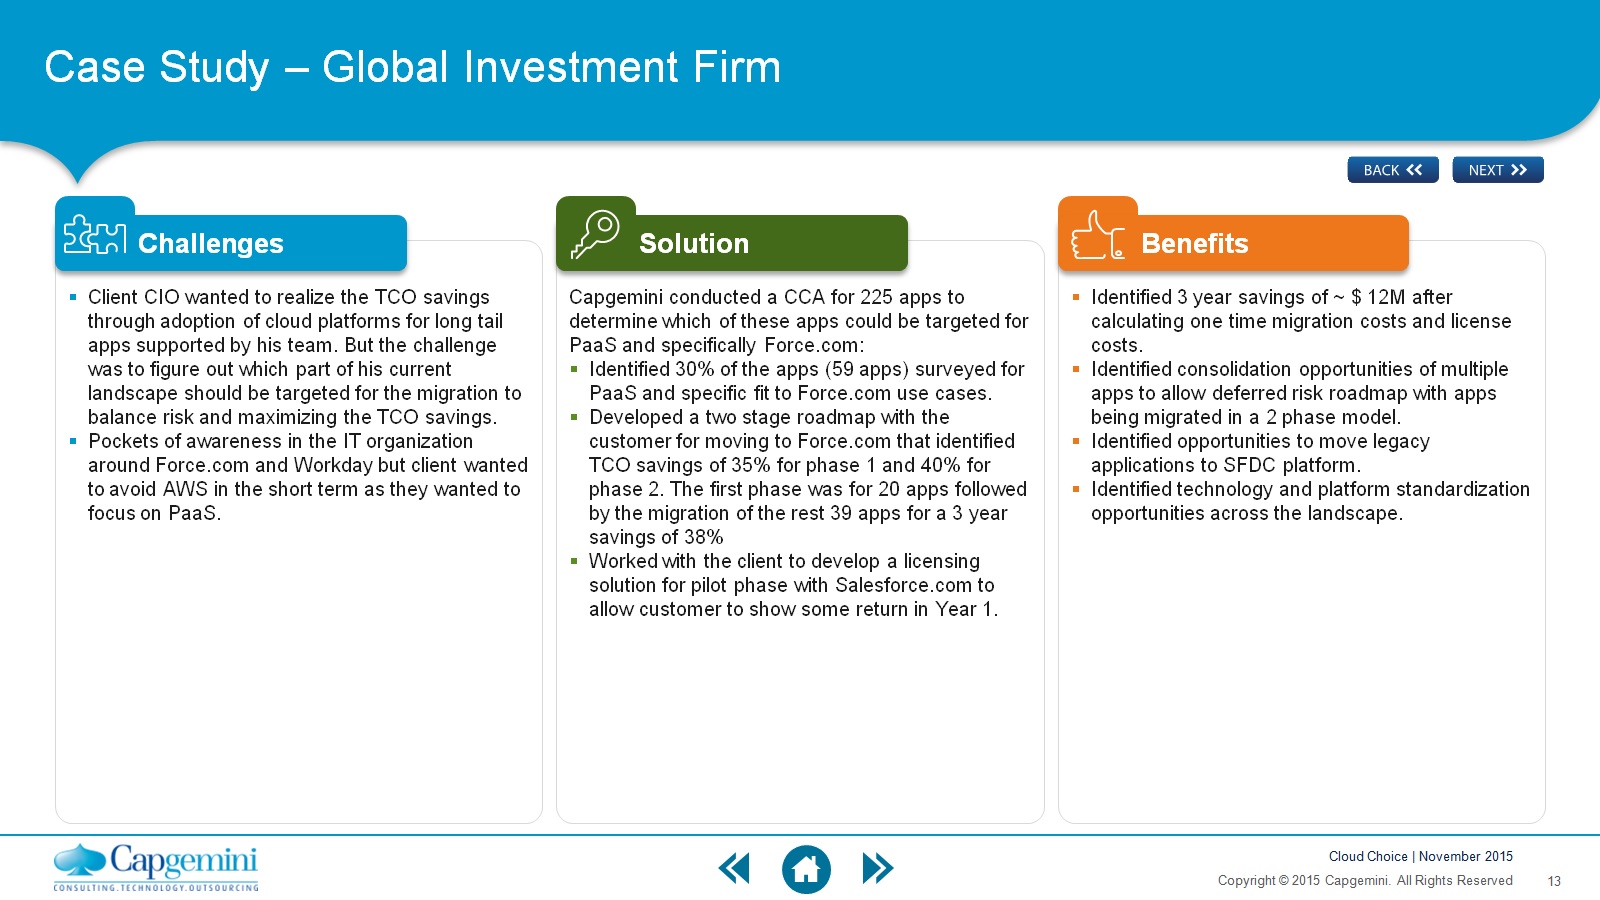 Case Study – Global Investment Firm
BACK
NEXT
Challenges
Client CIO wanted to realize the TCO savings
through adoption of cloud platforms for long tail
apps supported by his team. But the challenge
was to figure out which part of his current
landscape should be targeted for the migration to
balance risk and maximizing the TCO savings.
Pockets of awareness in the IT organization
around Force.com and Workday but client wanted
to avoid AWS in the short term as they wanted to
focus on PaaS.
Solution
Capgemini conducted a CCA for 225 apps to
determine which of these apps could be targeted for
PaaS and specifically Force.com:
Identified 30% of the apps (59 apps) surveyed for
PaaS and specific fit to Force.com use cases.
Developed a two stage roadmap with the
customer for moving to Force.com that identified
TCO savings of 35% for phase 1 and 40% for
phase 2. The first phase was for 20 apps followed
by the migration of the rest 39 apps for a 3 year
savings of 38%
Worked with the client to develop a licensing
solution for pilot phase with Salesforce.com to
allow customer to show some return in Year 1.
Benefits
Identified 3 year savings of ~ $ 12M after
calculating one time migration costs and license
costs.
Identified consolidation opportunities of multiple
apps to allow deferred risk roadmap with apps
being migrated in a 2 phase model.
Identified opportunities to move legacy
applications to SFDC platform.
Identified technology and platform standardization
opportunities across the landscape.
Capgemini
CONSULTING.TECHNOLOGY.OUTSOURCING
Cloud Choice | November 2015
Copyright © 2015 Capgemini. All Rights Reserved
13